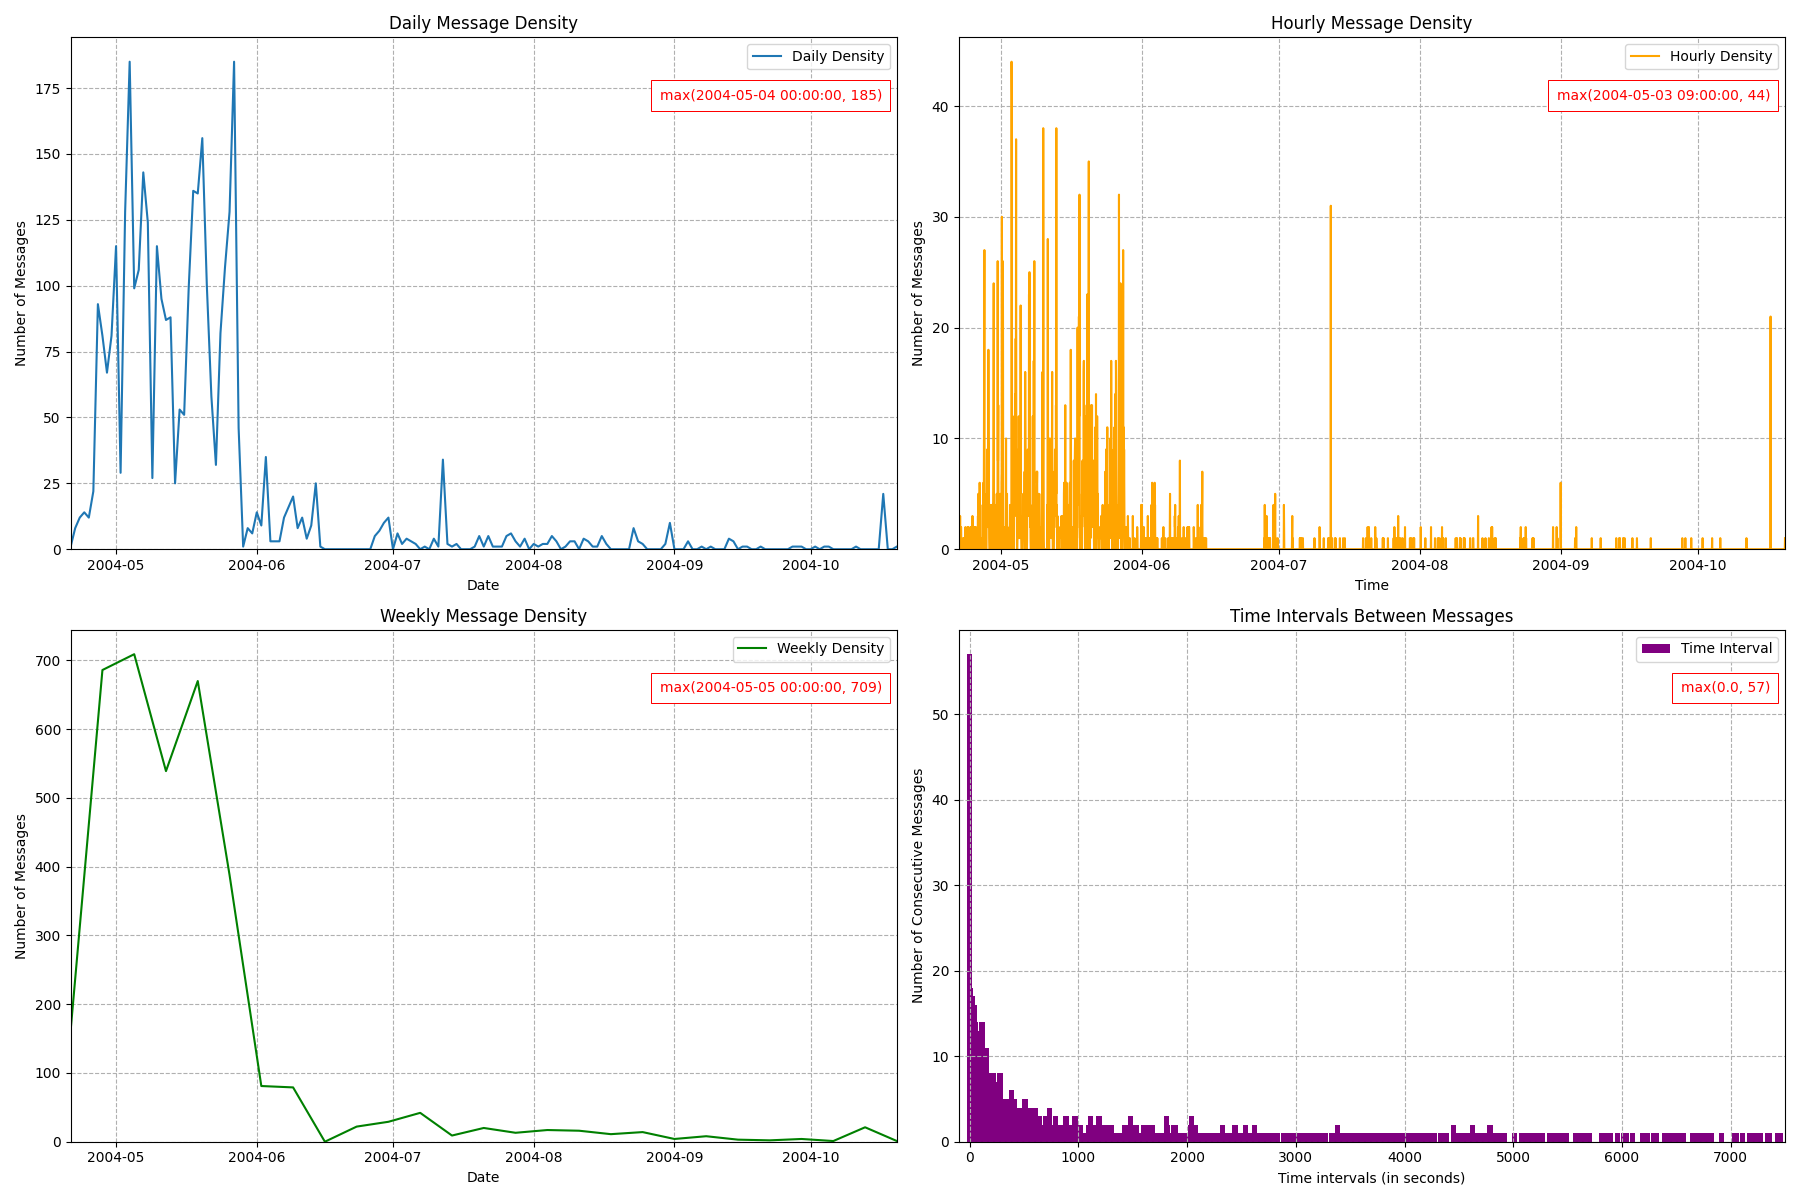 Daily Message Density
Daily Density
max(2004-05-04 00:00:00, 185)
Number of Messages
175
150
125
100
75
50
25
0
2004-05 2004-06 2004-07 2004-08 2004-09 2004-10
Date
Hourly Message Density
Hourly Density
max(2004-05-03 09:00:00, 44)
Number of Messages
40
30
20
10
0
2004-05 2004-06 2004-07 2004-08 2004-09 2004-10
Time
Weekly Message Density
Weekly Density
max(2004-05-05 00:00:00, 709)
Number of Messages
700
600
500
400
300
200
100
0
2004-05 2004-06 2004-07 2004-08 2004-09 2004-10
Date
Time Intervals Between Messages
Time Interval
max(0.0, 57)
Number of Consecutive Messages
50
40
30
20
10
0
0 1000 2000 3000 4000 5000 6000 7000
Time intervals (in seconds)